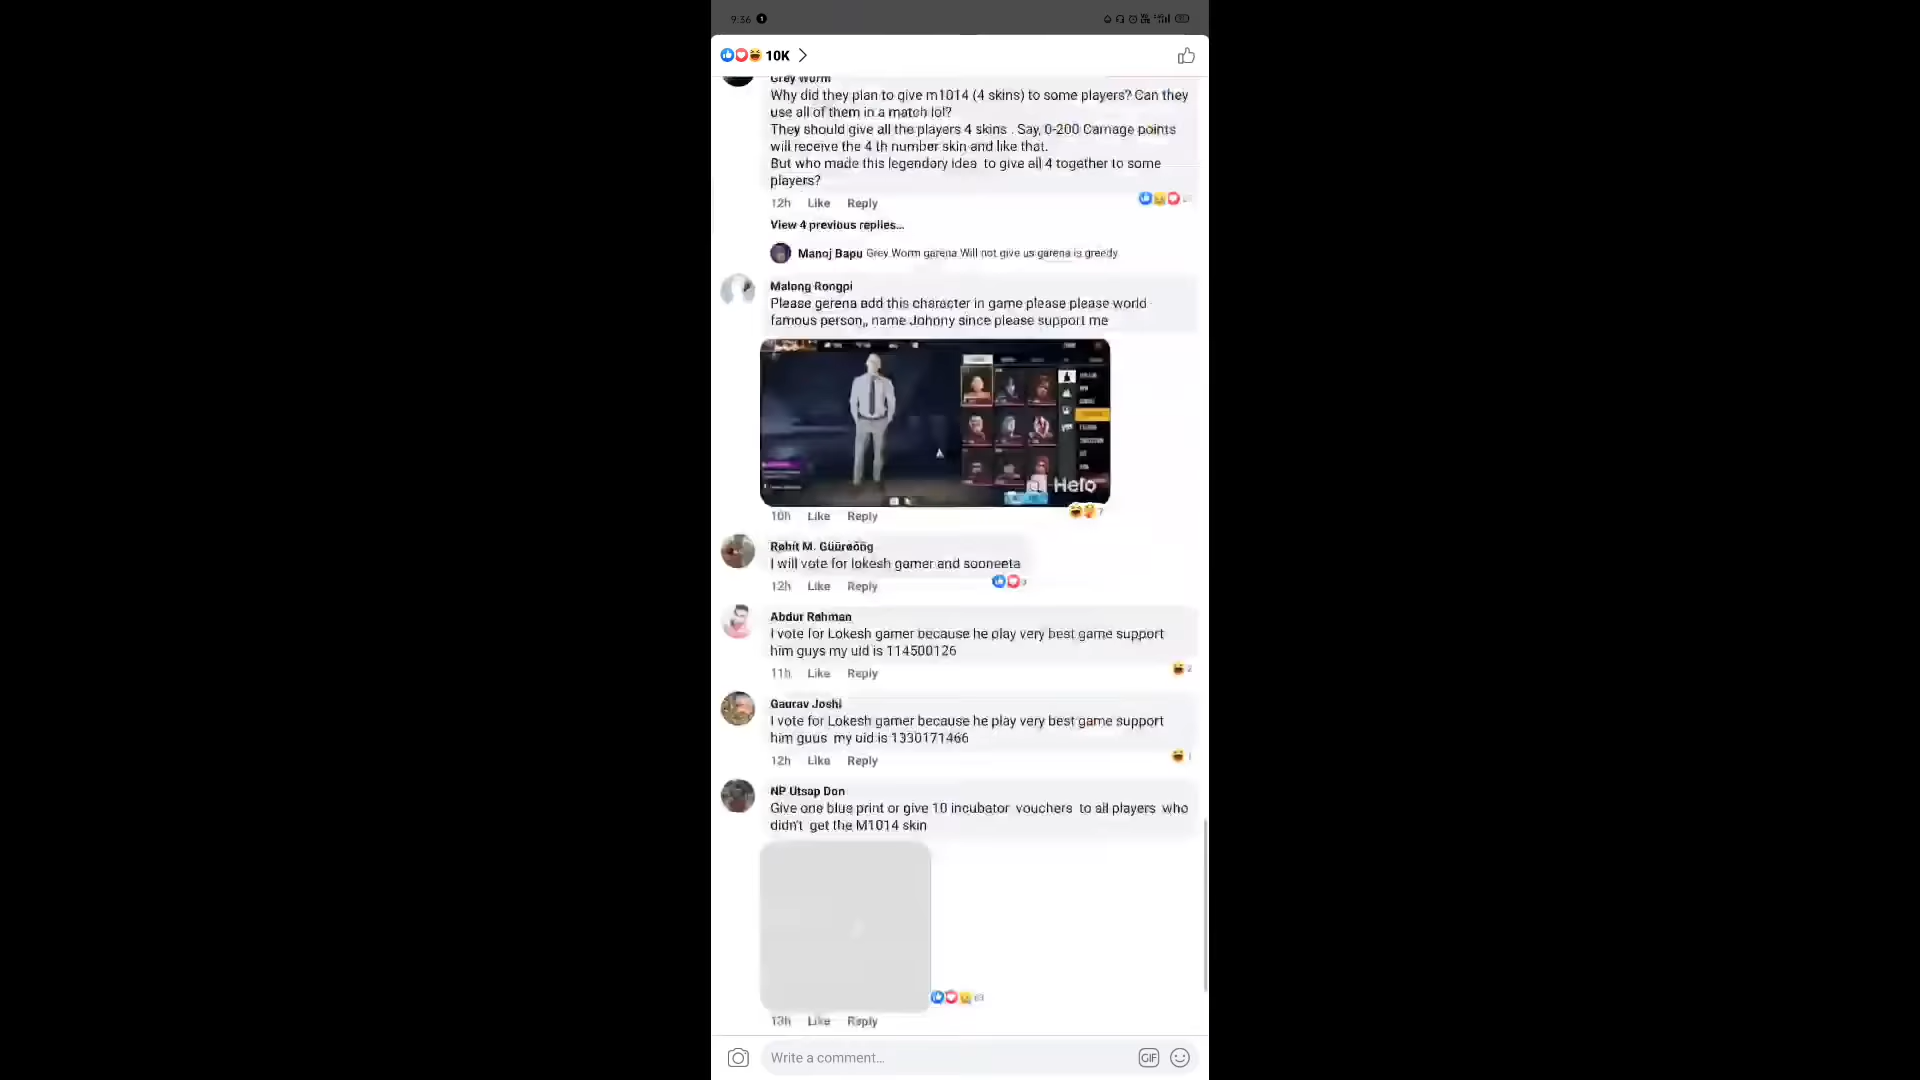 9:36
10K
Grey Worm
Why did they plan to give m1014 (4 skins) to some players? Can they
use all of them in a match lol?
They should give all the players 4 skins . Say, 0-200 Carnage points
will receive the 4 th number skin and like that.
But who made this legendary idea to give all 4 together to some
players?
12h Like Reply
View 4 previous replies...
Manoj Bapu Grey Worm garena Will not give us garena is greedy
Malong Rongpi
Please gerena add this character in game please please world
famous person,, name Johnny since please support me
Helo
10h Like Reply
7
Rohit M.
I will vote for lokesh gamer and sooneeta
12h Like Reply
3
Abdur Rahman
I vote for Lokesh gamer because he play very best game support
him guys my uid is 114500126
11h Like Reply
2
Gaurav Joshi
I vote for Lokesh gamer because he play very best game support
him guus my uid is 1330171466
12h Like Reply
1
NP Utsap Don
Give one blue print or give 10 incubator vouchers to all players who
didn't get the M1014 skin
13h Like Reply
Write a comment...
GIF